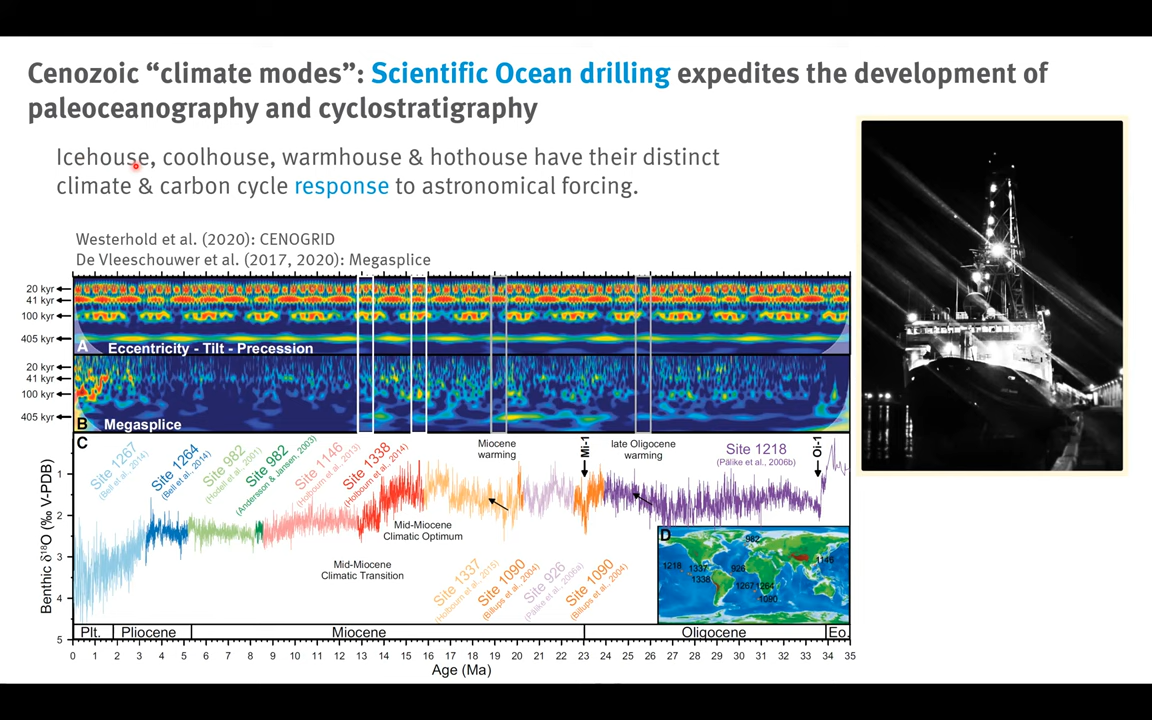 Cenozoic “climate modes”: Scientific Ocean drilling expedites the development of
paleoceanography and cyclostratigraphy
Icehouse, coolhouse, warmhouse & hothouse have their distinct
climate & carbon cycle response to astronomical forcing.
Westerhold et al. (2020): CENOGRID
De Vleeschouwer et al. (2017, 2020): Megasplice
20 kyr
41 kyr
100 kyr
405 kyr
A Eccentricity - Tilt - Precession
20 kyr
41 kyr
100 kyr
405 kyr
B Megasplice
C
Site 1267
(Bell et al., 2014)
Site 1264
(Bell et al., 2014)
Site 982
(Hodell et al., 2001)
Site 982
(Andersson & Jansen, 2003)
Site 1146
(Holbourn et al., 2013)
Site 1338
(Holbourn et al., 2014)
Miocene
warming
Mi-1
late Oligocene
warming
Site 1218
(Pälike et al., 2006b)
Oi-1
Mid-Miocene
Climatic Optimum
Mid-Miocene
Climatic Transition
Site 1337
(Holbourn et al., 2015)
Site 1090
(Billups et al., 2004)
Site 926
(Pälike et al., 2006a)
Site 1090
(Billups et al., 2004)
D
982
1146
1218
1337
926
1338
1267
1264
1090
Benthic δ18O (‰ V-PDB)
1
2
3
4
5
Plt. Pliocene Miocene Oligocene Eo.
0 1 2 3 4 5 6 7 8 9 10 11 12 13 14 15 16 17 18 19 20 21 22 23 24 25 26 27 28 29 30 31 32 33 34 35
Age (Ma)